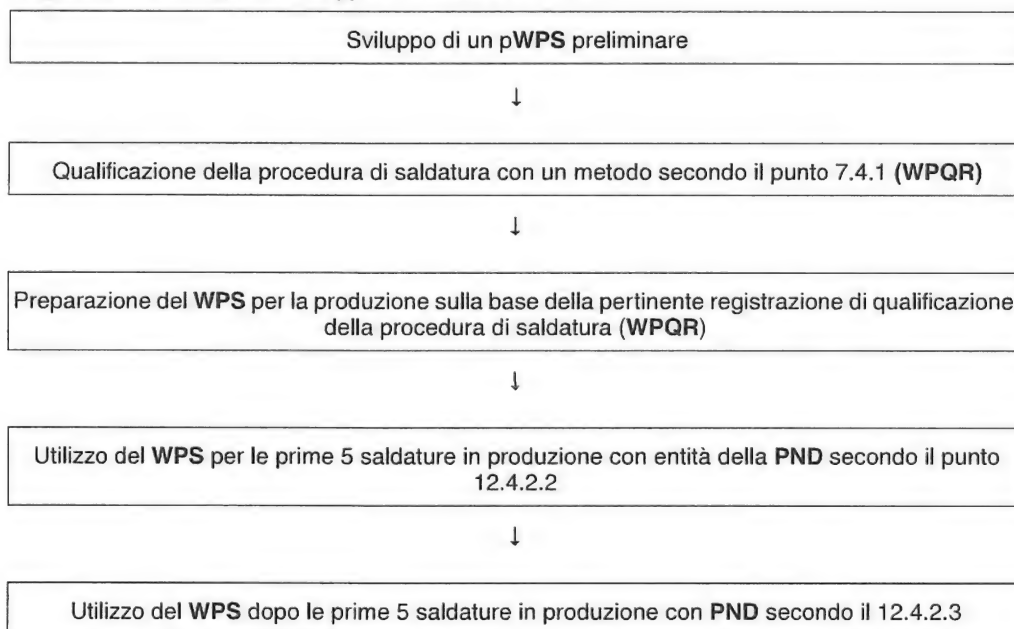 Sviluppo di un pWPS preliminare
↓
Qualificazione della procedura di saldatura con un metodo secondo il punto 7.4.1 (WPQR)
↓
Preparazione del WPS per la produzione sulla base della pertinente registrazione di qualificazione
della procedura di saldatura (WPQR)
↓
Utilizzo del WPS per le prime 5 saldature in produzione con entità della PND secondo il punto
12.4.2.2
↓
Utilizzo del WPS dopo le prime 5 saldature in produzione con PND secondo il 12.4.2.3